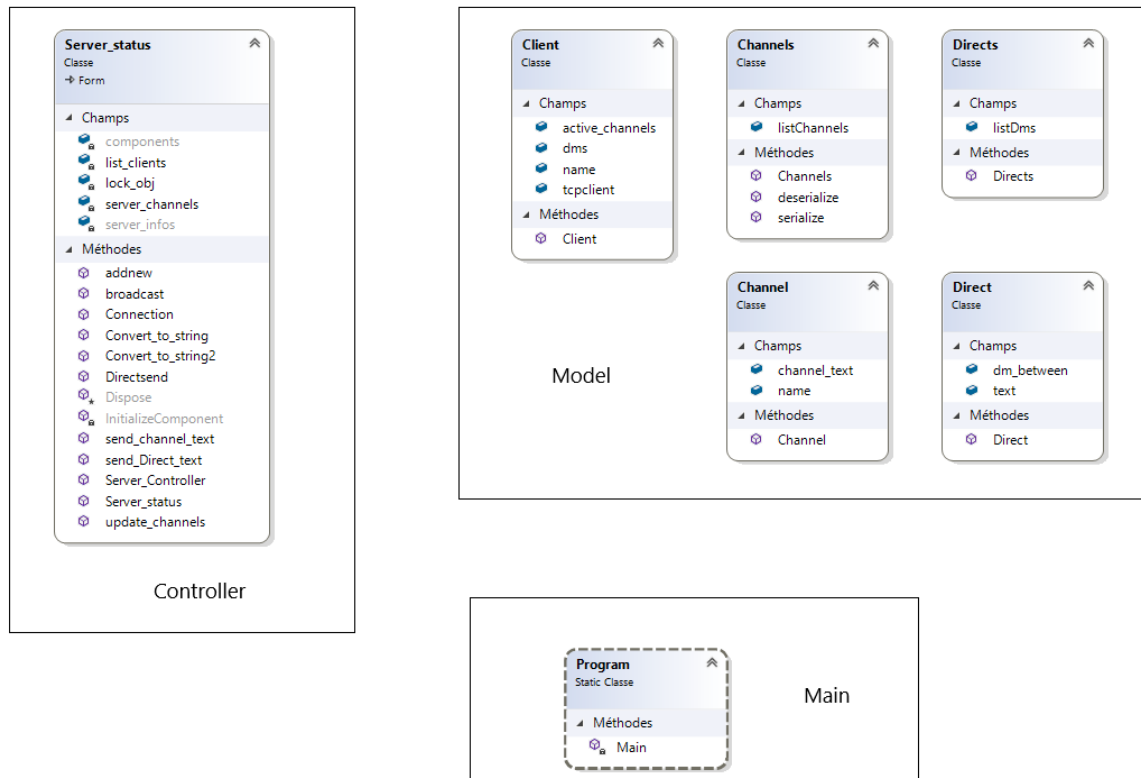 Server_status
Classe
Form
Champs
components
list_clients
lock_obj
server_channels
server_infos
Méthodes
addnew
broadcast
Connection
Convert_to_string
Convert_to_string2
Directsend
Dispose
InitializeComponent
send_channel_text
send_Direct_text
Server_Controller
Server_status
update_channels
Controller
Client
Classe
Champs
active_channels
dms
name
tcpclient
Méthodes
Client
Channels
Classe
Champs
listChannels
Méthodes
Channels
deserialize
serialize
Directs
Classe
Champs
listDms
Méthodes
Directs
Model
Channel
Classe
Champs
channel_text
name
Méthodes
Channel
Direct
Classe
Champs
dm_between
text
Méthodes
Direct
Program
Static Classe
Méthodes
Main
Main